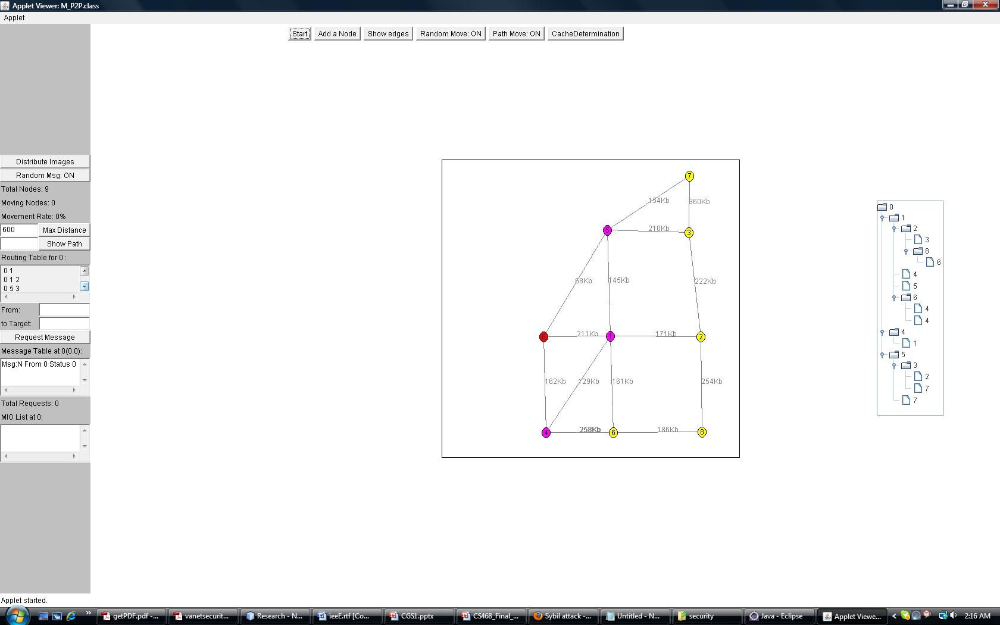 Applet Viewer: M_P2P.class
Applet
Start Add a Node Show edges Random Move: ON Path Move: ON CacheDetermination
Distribute Images
Random Msg: ON
Total Nodes: 9
Moving Nodes: 0
Movement Rate: 0%
600 Max Distance
Show Path
Routing Table for 0 :
0 1
0 1 2
0 5 3
From:
to Target:
Request Message
Message Table at 0(0.0):
Msg:N From 0 Status 0
Total Requests: 0
MIO List at 0:
7
154Kb 360Kb
5 210Kb 3
68Kb 145Kb 222Kb
0 211Kb 1 171Kb 2
162Kb 129Kb 161Kb 254Kb
4 258Kb 6 186Kb 8
0
1
2
3
8
6
4
5
6
4
4
4
1
5
3
2
7
7
Applet started.
getPDF.pdf -... vanetsecurit... Research - N... ieeE.rtf [Co... CGS1.pptx CS468_Final_... Sybil attack -... Untitled - N... security Java - Eclipse Applet Viewe... 2:16 AM